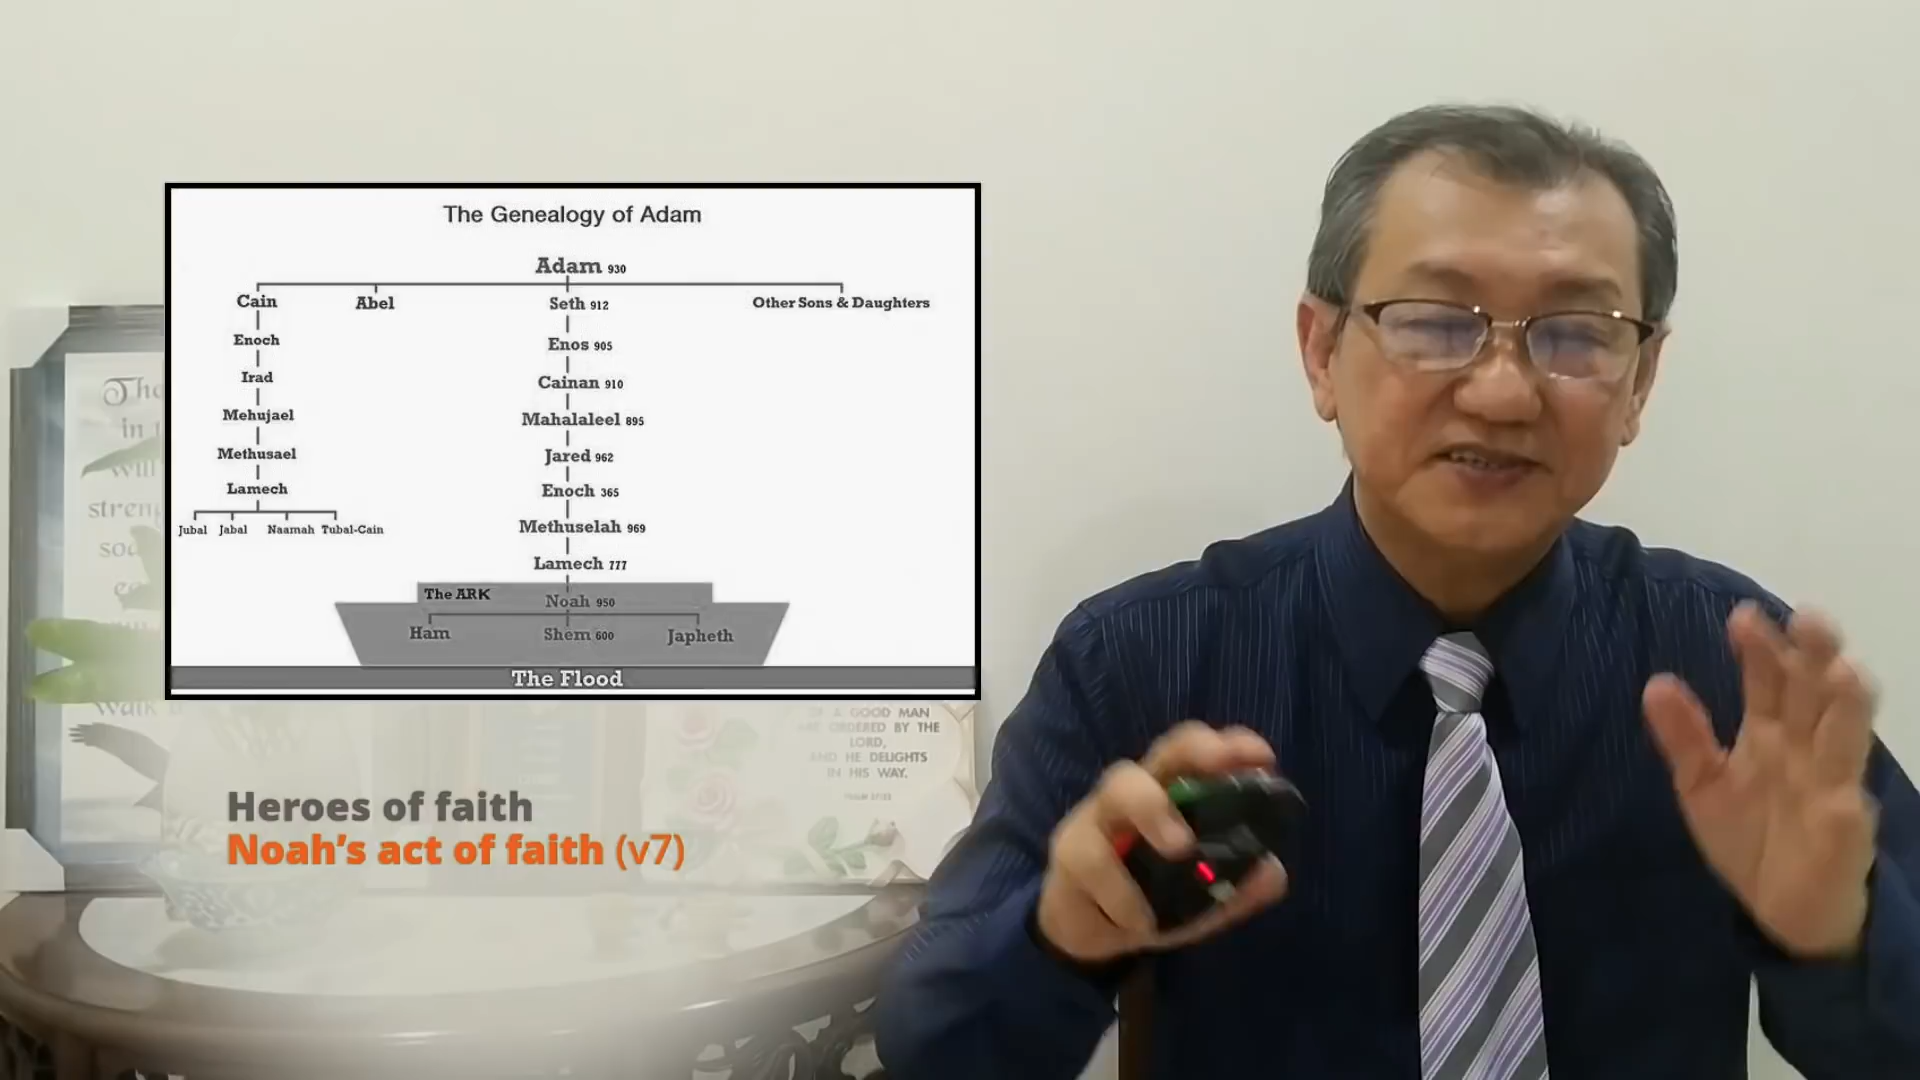 The Genealogy of Adam
Adam 930
Cain Abel Seth 912 Other Sons & Daughters
Enoch Enos 905
Irad Cainan 910
Mehujael Mahalaleel 895
Methusael Jared 962
Lamech Enoch 365
Jubal Jabal Naamah Tubal-Cain Methuselah 969
Lamech 777
The ARK Noah 950
Ham Shem 600 Japheth
The Flood
in
will
GOOD MAN
ORDERED BY THE
LORD,
AND HE DELIGHTS
IN HIS WAY.
Heroes of faith
Noah's act of faith (v7)